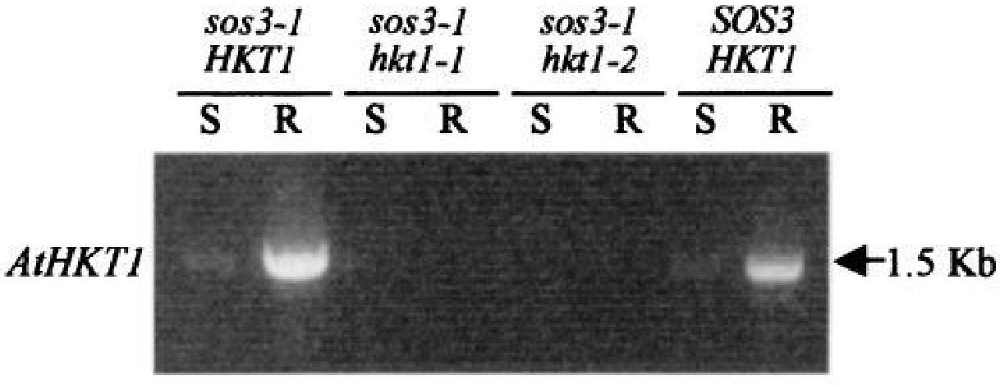 sos3-1 sos3-1 sos3-1 SOS3
HKT1 hkt1-1 hkt1-2 HKT1
S R S R S R S R
AtHKT1 1.5 Kb